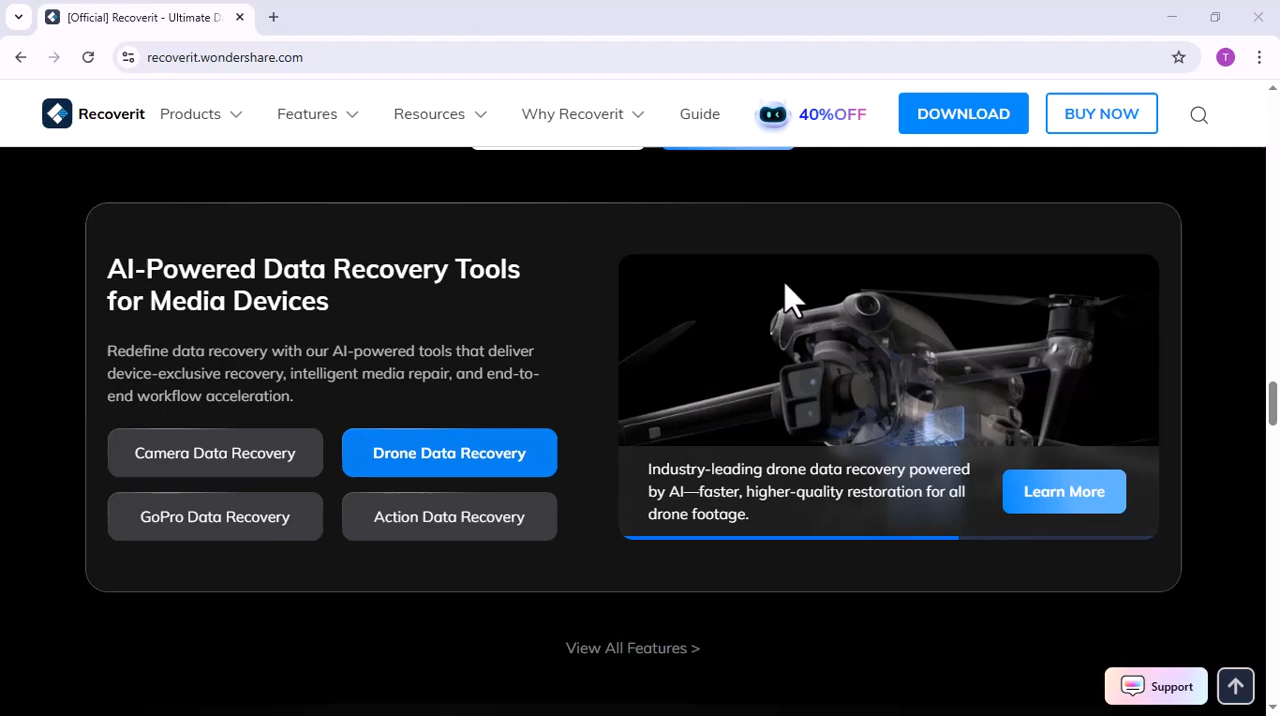 [Official] Recoverit - Ultimate D
recoverit.wondershare.com
T
Recoverit Products Features Resources Why Recoverit Guide 40%OFF DOWNLOAD BUY NOW
AI-Powered Data Recovery Tools
for Media Devices
Redefine data recovery with our AI-powered tools that deliver
device-exclusive recovery, intelligent media repair, and end-to-
end workflow acceleration.
Camera Data Recovery Drone Data Recovery
GoPro Data Recovery Action Data Recovery
Industry-leading drone data recovery powered
by AI—faster, higher-quality restoration for all
drone footage.
Learn More
View All Features >
Support